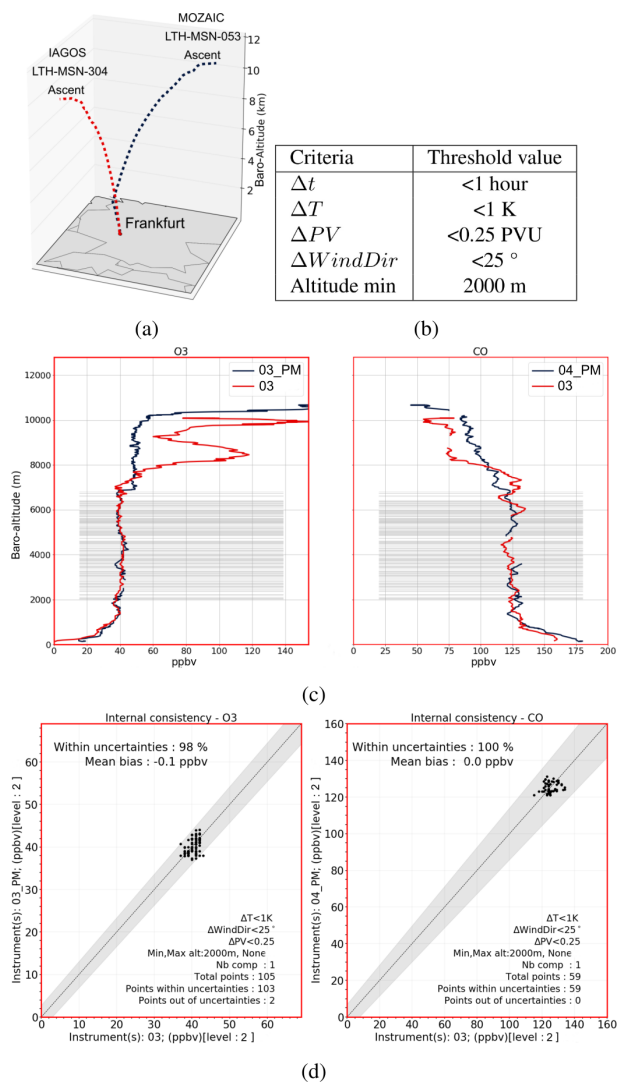 MOZAIC
LTH-MSN-053
Ascent
IAGOS
LTH-MSN-304
Ascent
12
10
8
6
4
2
Baro-Altitude (km)
Frankfurt
(a)
Criteria Threshold value
Δt <1 hour
ΔT <1 K
ΔPV <0.25 PVU
ΔWindDir <25 °
Altitude min 2000 m
(b)
O3
03_PM
03
12000
10000
8000
6000
4000
2000
0
Baro-altitude (m)
0 40 80 120
ppbv
CO
04_PM
03
0 25 50 75 100 125 150 175 200
ppbv
(c)
Internal consistency - O3
Within uncertainties : 98 %
Mean bias : -0.1 ppbv
60
50
40
30
20
10
0
Instrument(s): 03_PM; (ppbv)[level : 2 ]
ΔT<1K
ΔWindDir<25°
ΔPV<0.25
Min,Max alt:2000m, None
Nb comp : 1
Total points : 105
Points within uncertainties : 103
Points out of uncertainties : 2
0 10 20 30 40 50 60
Instrument(s): 03; (ppbv)[level : 2 ]
Internal consistency - CO
Within uncertainties : 100 %
Mean bias : 0.0 ppbv
160
140
120
100
80
60
40
20
0
Instrument(s): 04_PM; (ppbv)[level : 2 ]
ΔT<1K
ΔWindDir<25°
ΔPV<0.25
Min,Max alt:2000m, None
Nb comp : 1
Total points : 59
Points within uncertainties : 59
Points out of uncertainties : 0
0 20 40 60 80 100 120 140 160
Instrument(s): 03; (ppbv)[level : 2 ]
(d)